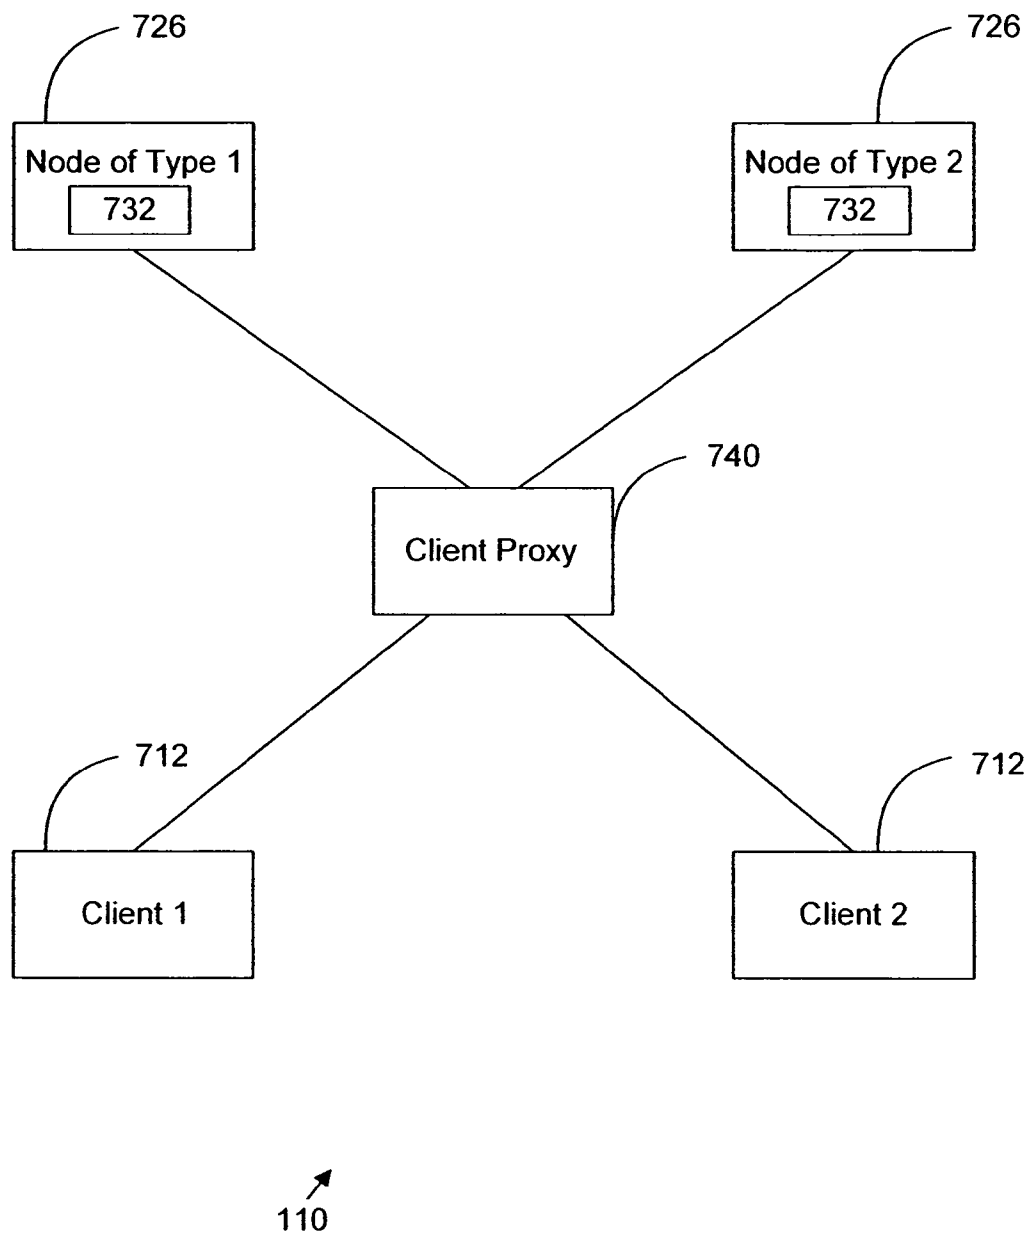 726
726
Node of Type 1
732
Node of Type 2
732
740
Client Proxy
712
712
Client 1
Client 2
110